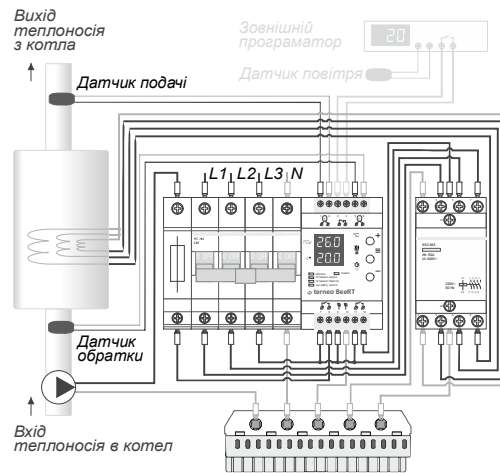 Вихід
теплоносія
з котла
Зовнішній
програматор
20
Датчик повітря
Датчик подачі
L1 L2 L3 N
°C
26.0
20.0
terneo BeeRT
Датчик
обратки
Вхід
теплоносія в котел